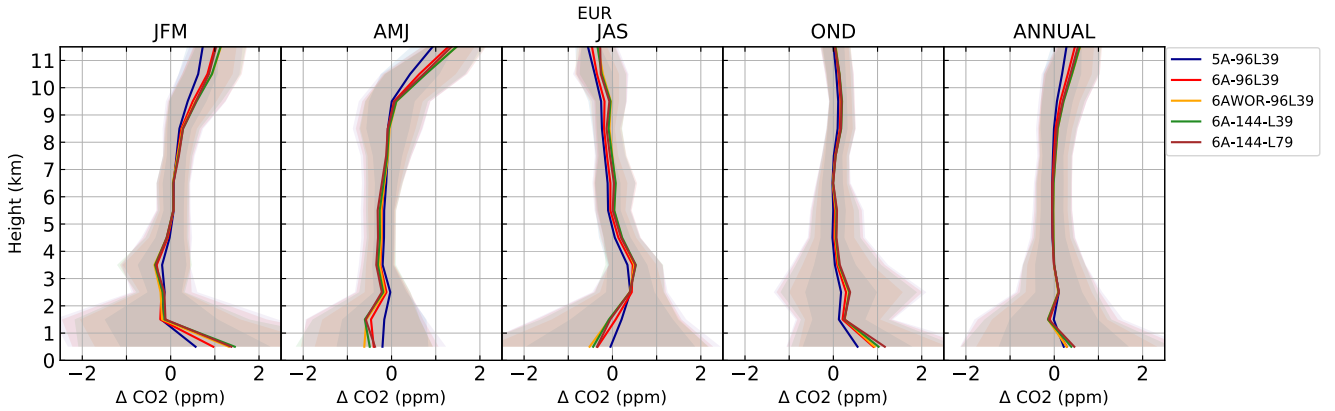 EUR
JFM AMJ JAS OND ANNUAL
Height (km)
11
10
9
8
7
6
5
4
3
2
1
0
−2 0 2 −2 0 2 −2 0 2 −2 0 2 −2 0 2
Δ CO2 (ppm) Δ CO2 (ppm) Δ CO2 (ppm) Δ CO2 (ppm) Δ CO2 (ppm)
5A-96L39
6A-96L39
6AWOR-96L39
6A-144-L39
6A-144-L79